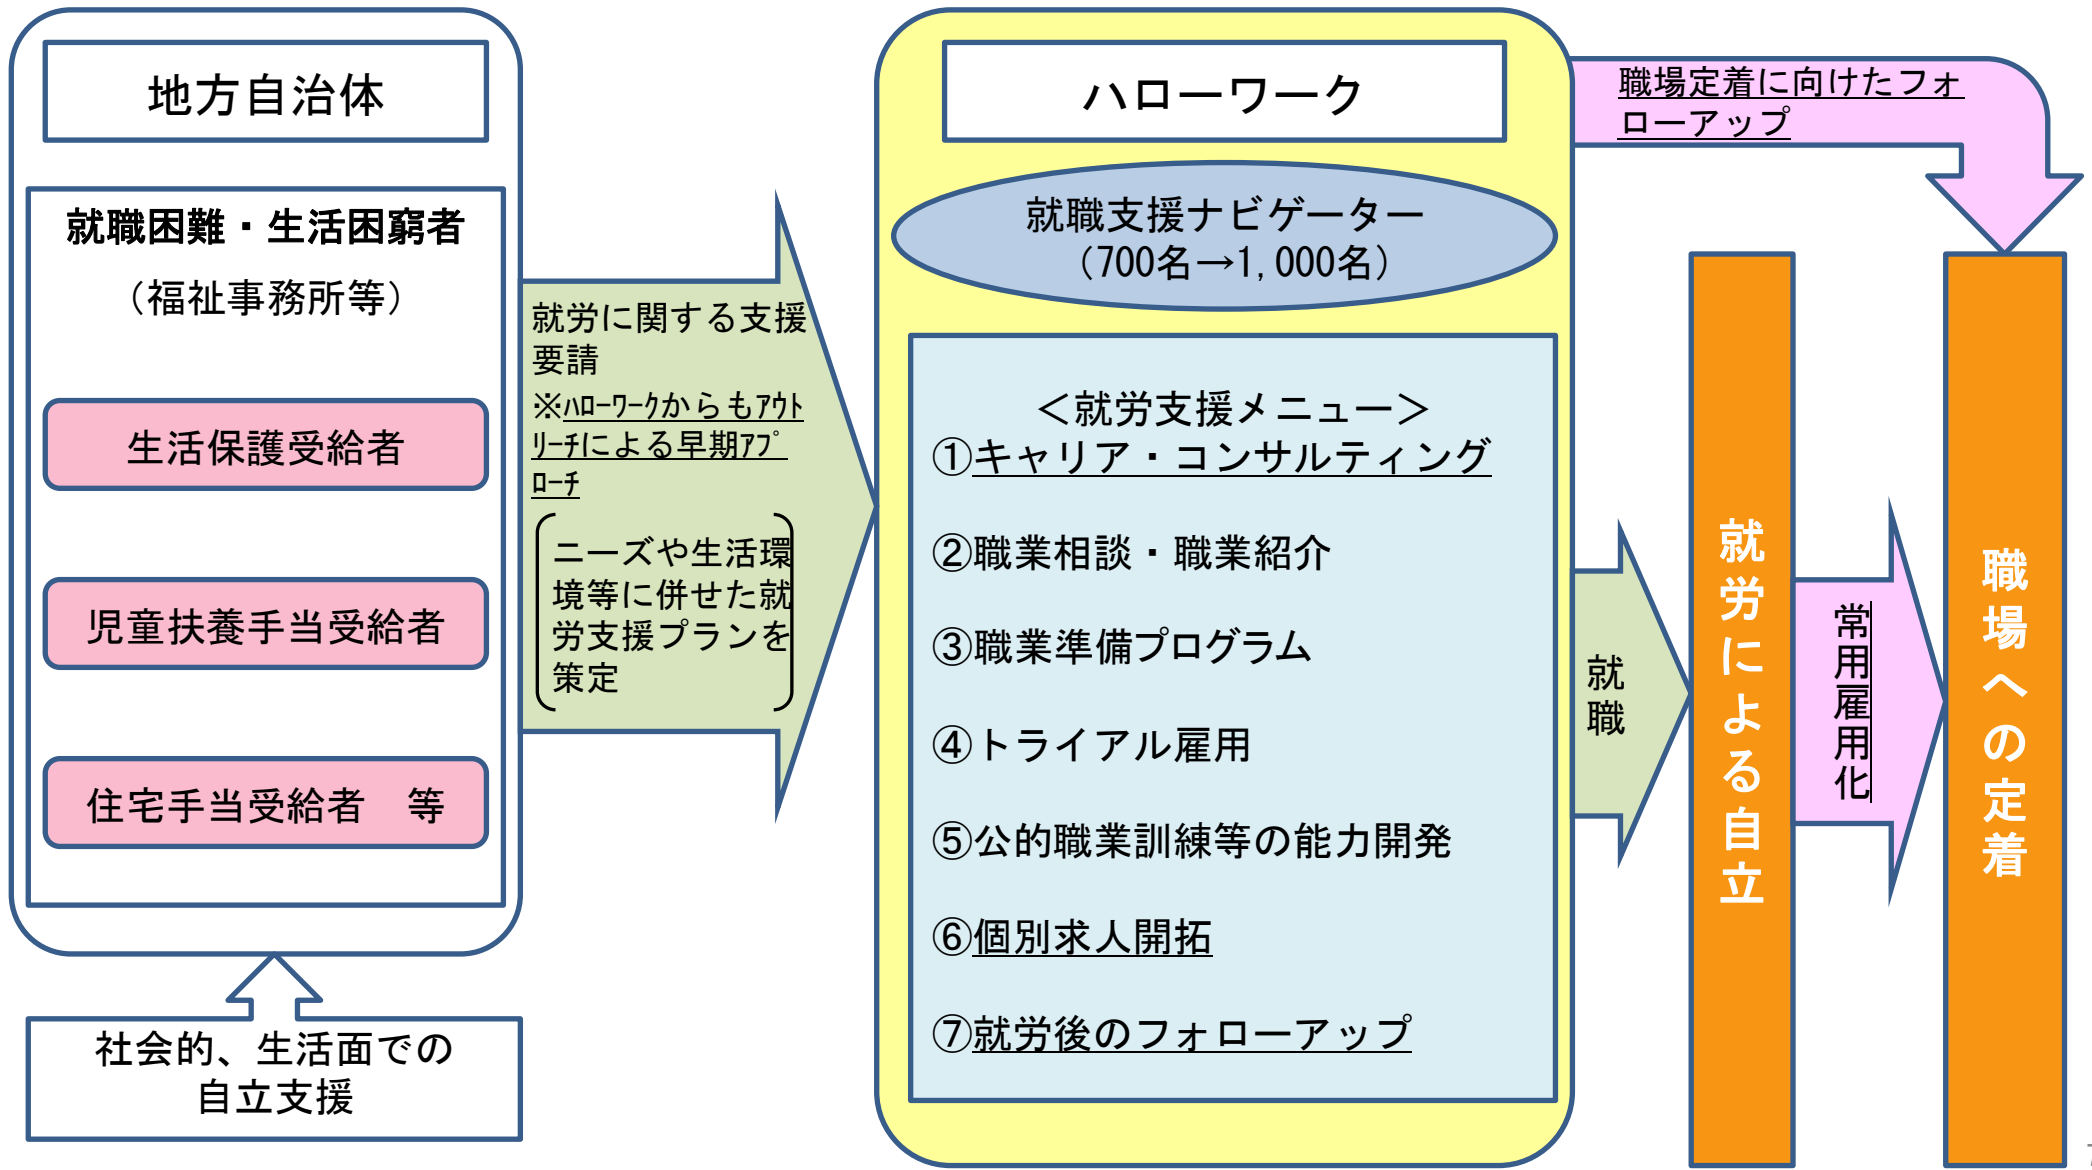 地方自治体
就職困難・生活困窮者
（福祉事務所等）
生活保護受給者
児童扶養手当受給者
住宅手当受給者　等
社会的、生活面での
自立支援
就労に関する支援
要請
※ﾊﾛｰﾜｰｸからもｱｳﾄ
ﾘｰﾁによる早期ｱﾌﾟ
ﾛｰﾁ
ニーズや生活環
境等に併せた就
労支援プランを
策定
ハローワーク
就職支援ナビゲーター
（700名→1,000名）
＜就労支援メニュー＞
①キャリア・コンサルティング
②職業相談・職業紹介
③職業準備プログラム
④トライアル雇用
⑤公的職業訓練等の能力開発
⑥個別求人開拓
⑦就労後のフォローアップ
職場定着に向けたフォ
ローアップ
就職
就労による自立
常用雇用化
職場への定着